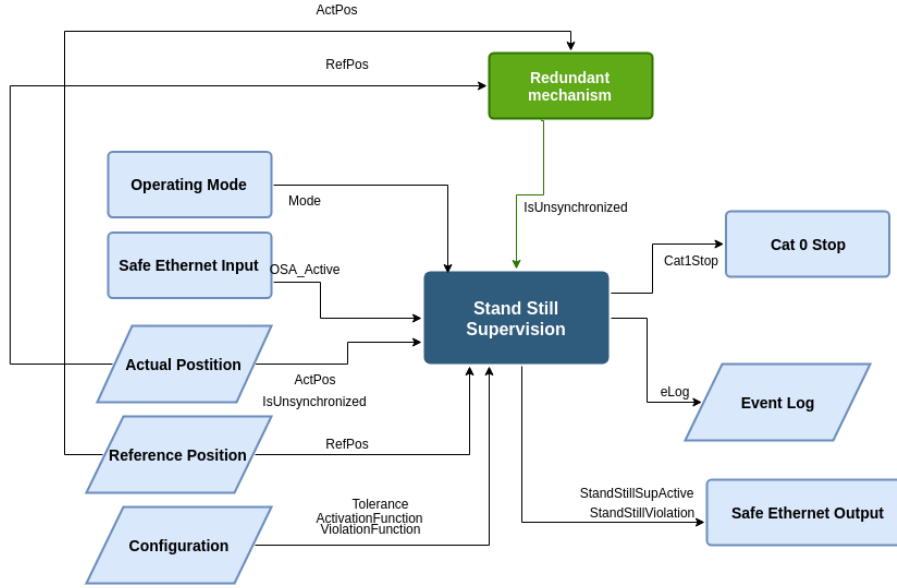 ActPos
RefPos
Redundant
mechanism
Operating Mode
Mode
IsUnsynchronized
Safe Ethernet Input
OSA_Active
Cat 0 Stop
Cat1Stop
Stand Still
Supervision
Actual Postition
ActPos
IsUnsynchronized
eLog
Event Log
Reference Position
RefPos
Configuration
Tolerance
ActivationFunction
ViolationFunction
StandStillSupActive
StandStillViolation
Safe Ethernet Output